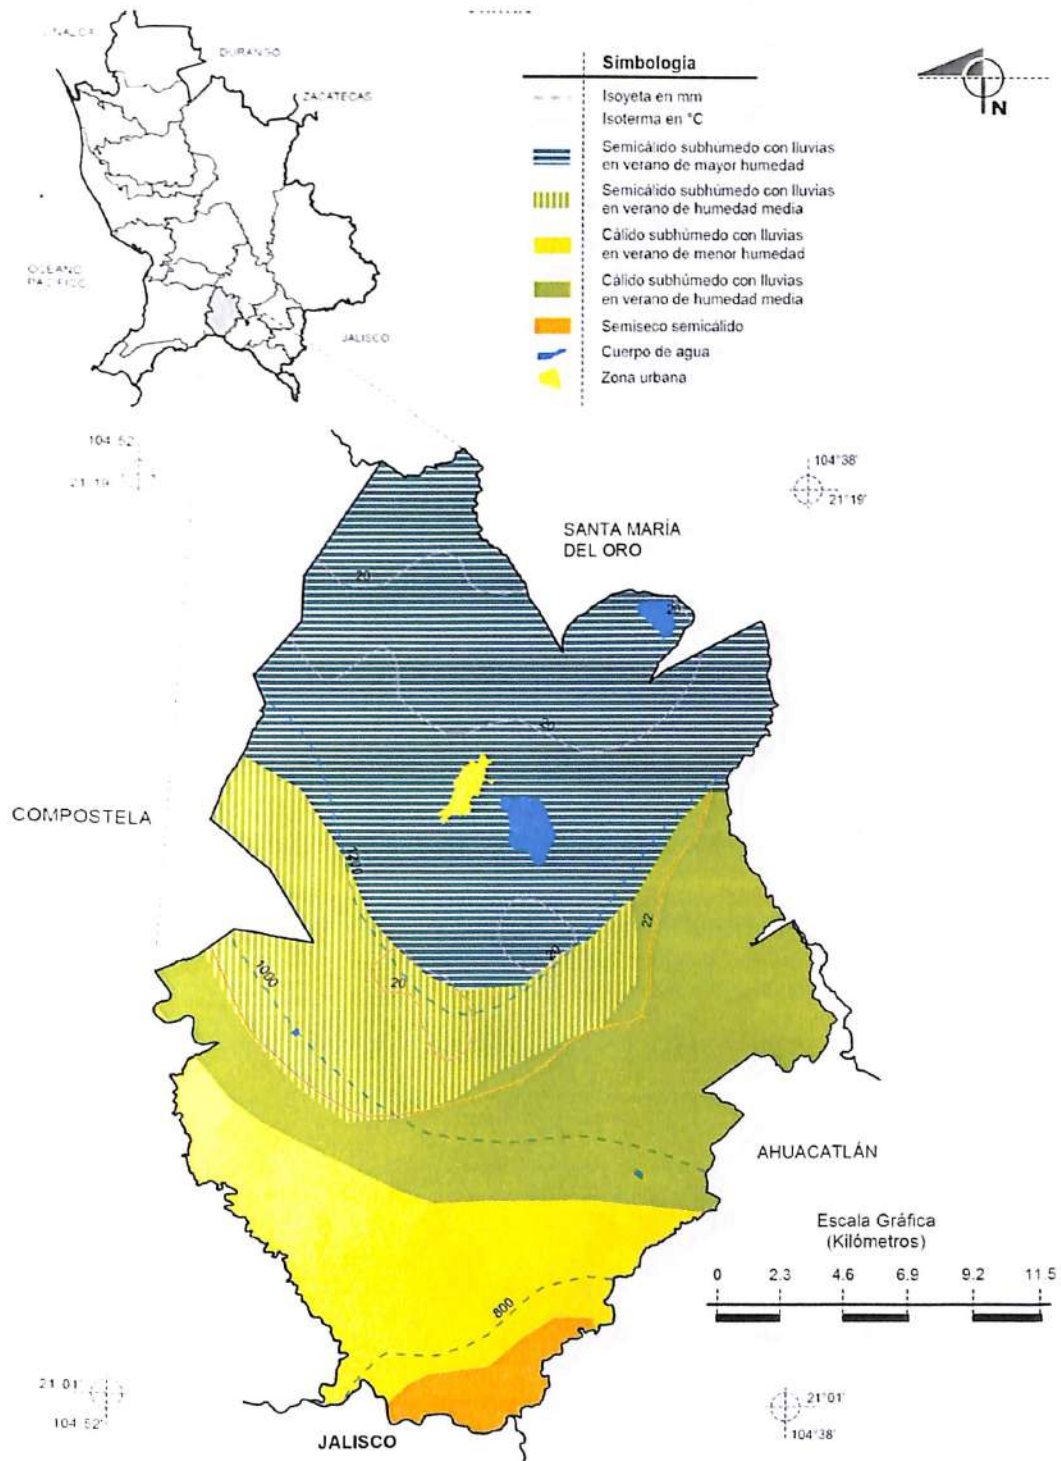 DURANGO
ZACATECAS
OCEANO
PACIFICO
JALISCO
Simbología
Isoyeta en mm
Isoterma en °C
Semicálido subhúmedo con lluvias
en verano de mayor humedad
Semicálido subhúmedo con lluvias
en verano de humedad media
Cálido subhúmedo con lluvias
en verano de menor humedad
Cálido subhúmedo con lluvias
en verano de humedad media
Semiseco semicálido
Cuerpo de agua
Zona urbana
N
104 52'
21 19'
104°38'
21°19'
SANTA MARÍA
DEL ORO
20
20
20
COMPOSTELA
1200
22
20
20
1000
AHUACATLÁN
Escala Gráfica
(Kilómetros)
0 2.3 4.6 6.9 9.2 11.5
800
21 01'
104 52'
21°01'
104°38'
JALISCO